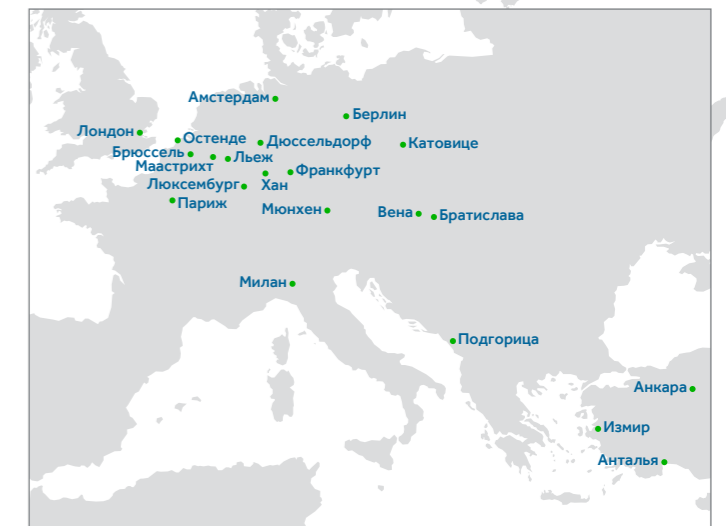 Амстердам
Берлин
Лондон
Остенде
Дюссельдорф
Катовице
Брюссель
Льеж
Маастрихт
Франкфурт
Люксембург
Хан
Париж
Мюнхен
Вена
Братислава
Милан
Подгорица
Анкара
Измир
Анталья